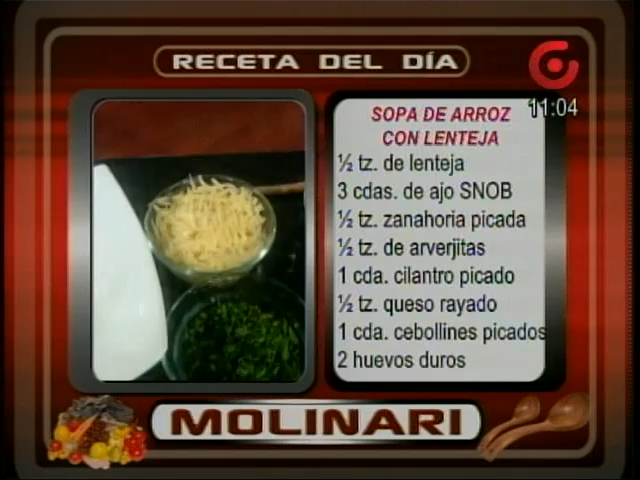 RECETA DEL DÍA
11:04
SOPA DE ARROZ
CON LENTEJA
½ tz. de lenteja
3 cdas. de ajo SNOB
½ tz. zanahoria picada
½ tz. de arverjitas
1 cda. cilantro picado
½ tz. queso rayado
1 cda. cebollines picados
2 huevos duros
MOLINARI